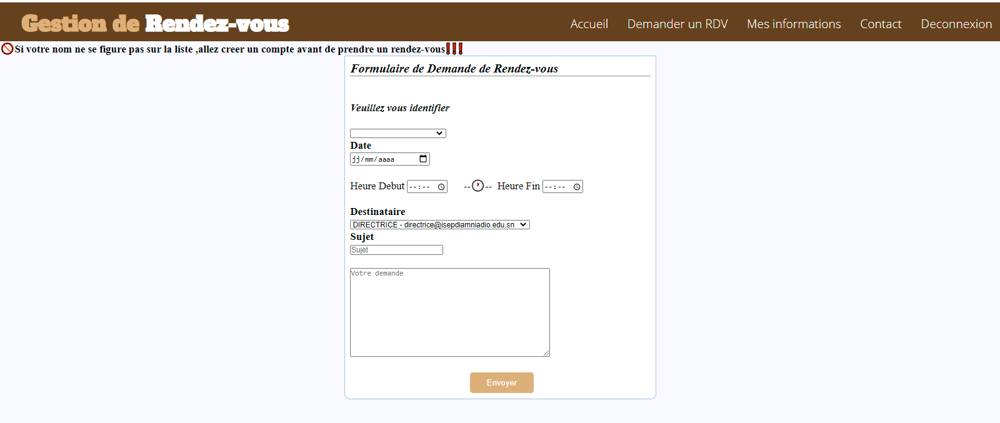 Gestion de Rendez-vous
Accueil Demander un RDV Mes informations Contact Deconnexion
🚫Si votre nom ne se figure pas sur la liste ,allez creer un compte avant de prendre un rendez-vous❗❗❗
Formulaire de Demande de Rendez-vous
Veuillez vous identifier
Date
jj/mm/aaaa
Heure Debut --:-- --🕐-- Heure Fin --:--
Destinataire
DIRECTRICE - directrice@isepdiamniadio.edu.sn
Sujet
Sujet
Votre demande
Envoyer